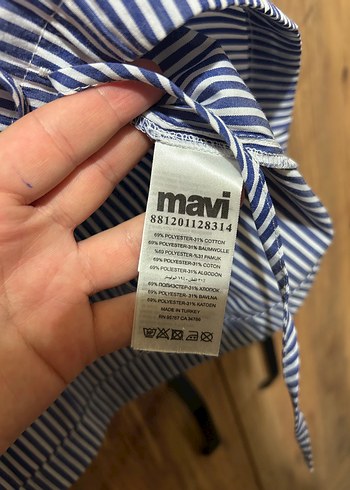 mavi
881201128314
69% POLYESTER-31% COTTON
69% POLYESTER-31% BAUMWOLLE
%69 POLYESTER-%31 PAMUK
69% POLYESTER-31% COTON
69% POLYESTER-31% ALGODÓN
69% ПОЛИЭСТЕР-31% ХЛОПОК
69% POLYESTER-31% BAVLNA
69% POLYESTER-31% KATOEN
MADE IN TURKEY